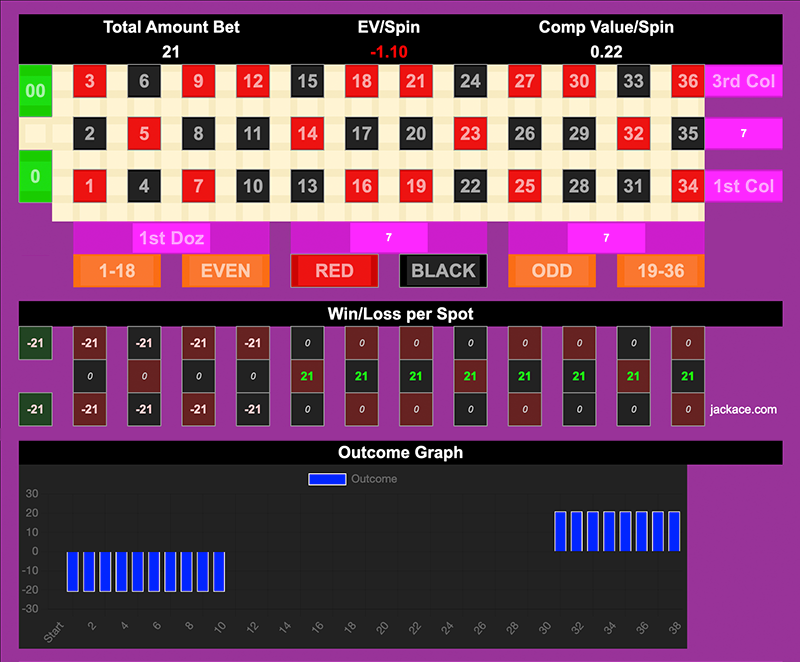 Total Amount Bet EV/Spin Comp Value/Spin
21 -1.10 0.22
00 3 6 9 12 15 18 21 24 27 30 33 36 3rd Col
2 5 8 11 14 17 20 23 26 29 32 35 7
0 1 4 7 10 13 16 19 22 25 28 31 34 1st Col
1st Doz 7 7
1-18 EVEN RED BLACK ODD 19-36
Win/Loss per Spot
-21 -21 -21 -21 -21 0 0 0 0 0 0 0 0
0 0 0 0 21 21 21 21 21 21 21 21
-21 -21 -21 -21 -21 0 0 0 0 0 0 0 0 jackace.com
Outcome Graph
Outcome
30
20
10
0
-10
-20
-30
Start 2 4 6 8 10 12 14 16 18 20 22 24 26 28 30 32 34 36 38